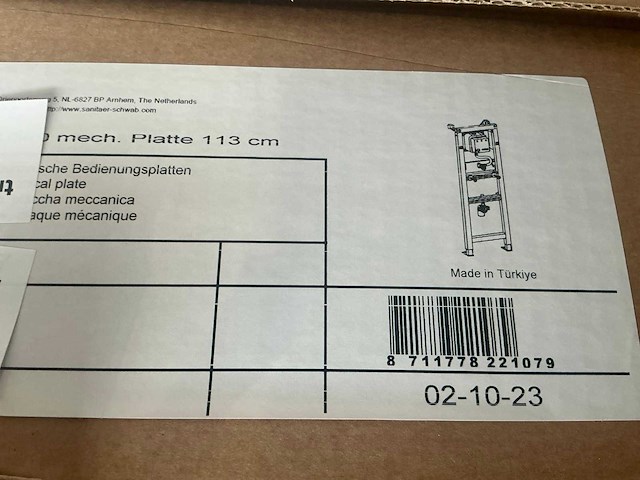 5, NL-6827 BP Arnhem, The Netherlands
http://www.sanitaer-schwab.com
0 mech. Platte 113 cm
sche Bedienungsplatten
cal plate
ccha meccanica
aque mécanique
Made in Türkiye
8 711778 221079
02-10-23